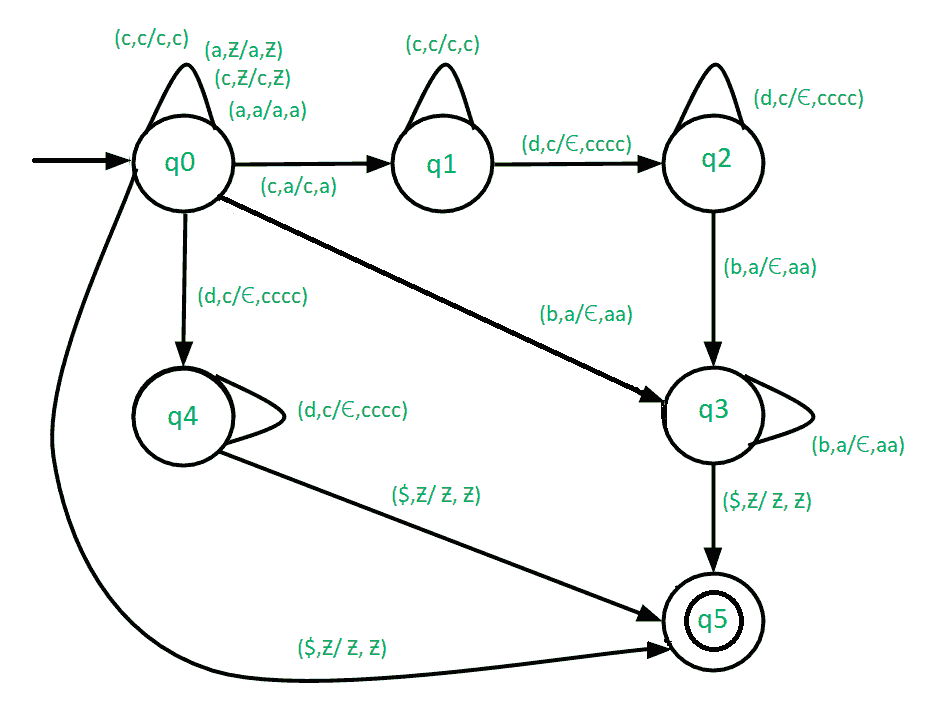 (c,c/c,c)
(a,Ƶ/a,Ƶ)
(c,Ƶ/c,Ƶ)
(a,a/a,a)
(c,c/c,c)
(d,c/Є,cccc)
q0
q1
(d,c/Є,cccc)
q2
(c,a/c,a)
(b,a/Є,aa)
(d,c/Є,cccc)
(b,a/Є,aa)
q4
(d,c/Є,cccc)
q3
(b,a/Є,aa)
($,Ƶ/ Ƶ, Ƶ)
($,Ƶ/ Ƶ, Ƶ)
q5
($,Ƶ/ Ƶ, Ƶ)